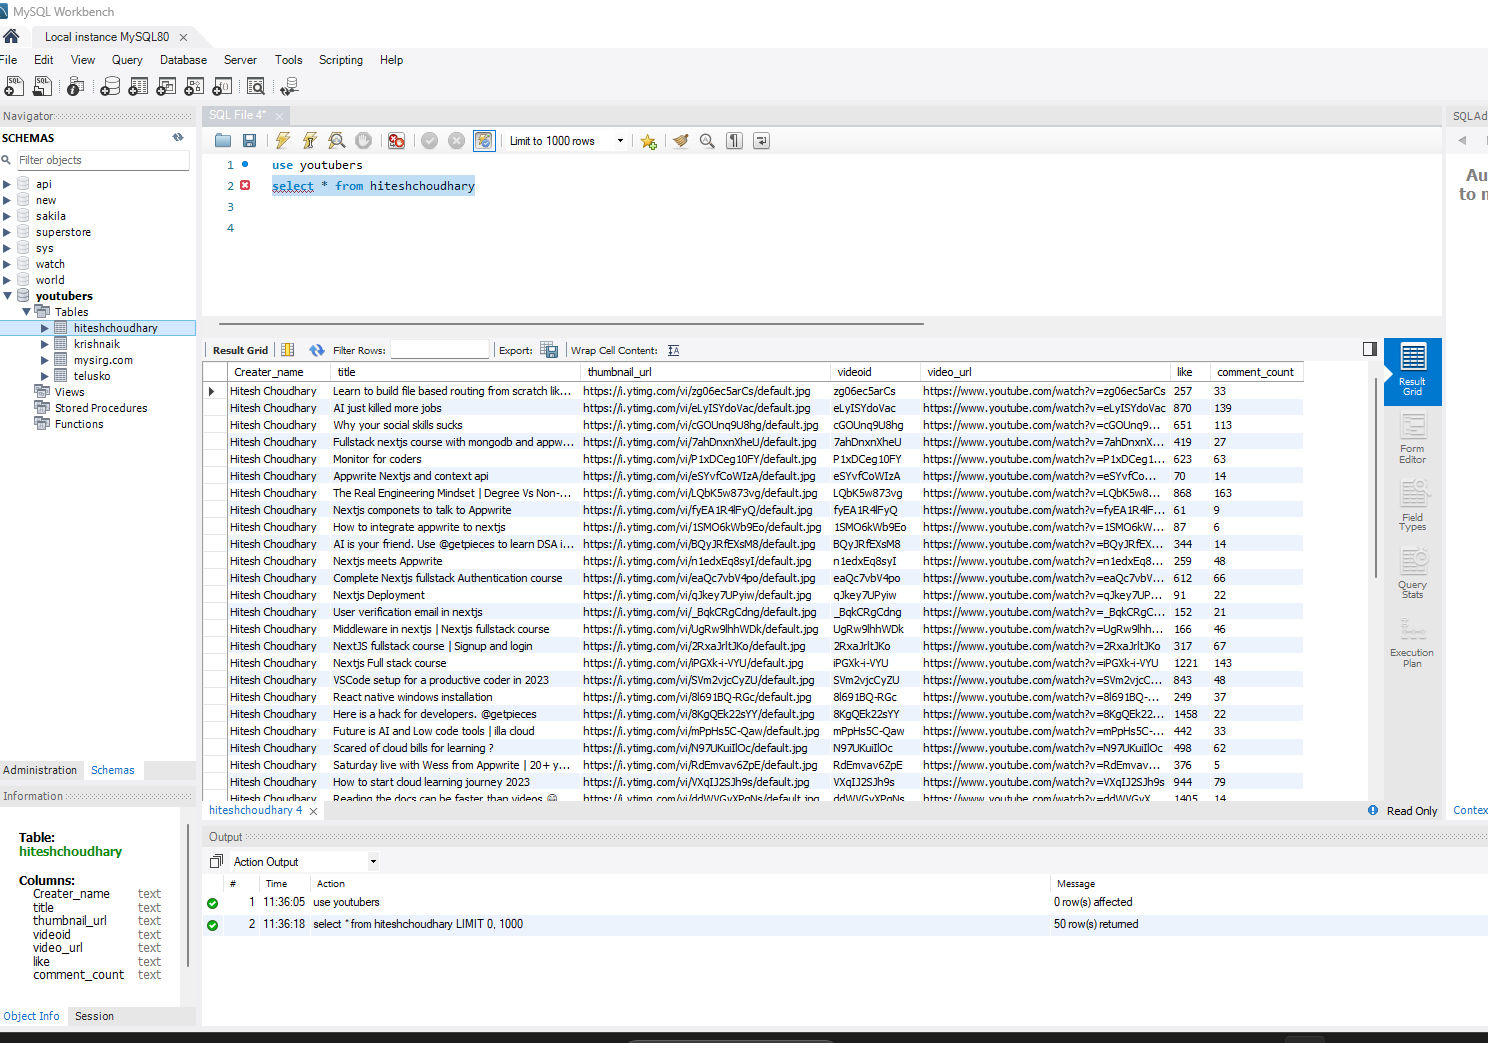 MySQL Workbench
Local instance MySQL80
File Edit View Query Database Server Tools Scripting Help
Navigator
SCHEMAS
Filter objects
api
new
sakila
superstore
sys
watch
world
youtubers
Tables
hiteshchoudhary
krishnaik
mysirg.com
telusko
Views
Stored Procedures
Functions
Administration Schemas
Information
Table:
hiteshchoudhary
Columns:
Creater_name text
title text
thumbnail_url text
videoid text
video_url text
like text
comment_count text
Object Info Session
SQL File 4*
Limit to 1000 rows
1 use youtubers
2 select * from hiteshchoudhary
3
4
Result Grid Filter Rows: Export: Wrap Cell Content:
Creater_name title thumbnail_url videoid video_url like comment_count
Hitesh Choudhary Learn to build file based routing from scratch lik... https://i.ytimg.com/vi/zg06ec5arCs/default.jpg zg06ec5arCs https://www.youtube.com/watch?v=zg06ec5arCs 257 33
Hitesh Choudhary AI just killed more jobs https://i.ytimg.com/vi/eLyISYdoVac/default.jpg eLyISYdoVac https://www.youtube.com/watch?v=eLyISYdoVac 870 139
Hitesh Choudhary Why your social skills sucks https://i.ytimg.com/vi/cGOUnq9U8hg/default.jpg cGOUnq9U8hg https://www.youtube.com/watch?v=cGOUnq9... 651 113
Hitesh Choudhary Fullstack nextjs course with mongodb and appw... https://i.ytimg.com/vi/7ahDnxnXheU/default.jpg 7ahDnxnXheU https://www.youtube.com/watch?v=7ahDnxnX... 419 27
Hitesh Choudhary Monitor for coders https://i.ytimg.com/vi/P1xDCeg10FY/default.jpg P1xDCeg10FY https://www.youtube.com/watch?v=P1xDCeg1... 623 63
Hitesh Choudhary Appwrite Nextjs and context api https://i.ytimg.com/vi/eSYvfCoWIzA/default.jpg eSYvfCoWIzA https://www.youtube.com/watch?v=eSYvfCo... 70 14
Hitesh Choudhary The Real Engineering Mindset | Degree Vs Non-... https://i.ytimg.com/vi/LQbK5w873vg/default.jpg LQbK5w873vg https://www.youtube.com/watch?v=LQbK5w8... 868 163
Hitesh Choudhary Nextjs componets to talk to Appwrite https://i.ytimg.com/vi/fyEA1R4lFyQ/default.jpg fyEA1R4lFyQ https://www.youtube.com/watch?v=fyEA1R4lF... 61 9
Hitesh Choudhary How to integrate appwrite to nextjs https://i.ytimg.com/vi/1SMO6kWb9Eo/default.jpg 1SMO6kWb9Eo https://www.youtube.com/watch?v=1SMO6kW... 87 6
Hitesh Choudhary AI is your friend. Use @getpieces to learn DSA i... https://i.ytimg.com/vi/BQyJRfEXsM8/default.jpg BQyJRfEXsM8 https://www.youtube.com/watch?v=BQyJRfEX... 344 14
Hitesh Choudhary Nextjs meets Appwrite https://i.ytimg.com/vi/n1edxEq8syI/default.jpg n1edxEq8syI https://www.youtube.com/watch?v=n1edxEq8... 259 48
Hitesh Choudhary Complete Nextjs fullstack Authentication course https://i.ytimg.com/vi/eaQc7vbV4po/default.jpg eaQc7vbV4po https://www.youtube.com/watch?v=eaQc7vbV... 612 66
Hitesh Choudhary Nextjs Deployment https://i.ytimg.com/vi/qJkey7UPyiw/default.jpg qJkey7UPyiw https://www.youtube.com/watch?v=qJkey7UP... 91 22
Hitesh Choudhary User verification email in nextjs https://i.ytimg.com/vi/_BqkCRgCdng/default.jpg _BqkCRgCdng https://www.youtube.com/watch?v=_BqkCRgC... 152 21
Hitesh Choudhary Middleware in nextjs | Nextjs fullstack course https://i.ytimg.com/vi/UgRw9lhhWDk/default.jpg UgRw9lhhWDk https://www.youtube.com/watch?v=UgRw9lhh... 166 46
Hitesh Choudhary NextJS fullstack course | Signup and login https://i.ytimg.com/vi/2RxaJrltJKo/default.jpg 2RxaJrltJKo https://www.youtube.com/watch?v=2RxaJrltJKo 317 67
Hitesh Choudhary Nextjs Full stack course https://i.ytimg.com/vi/iPGXk-i-VYU/default.jpg iPGXk-i-VYU https://www.youtube.com/watch?v=iPGXk-i-VYU 1221 143
Hitesh Choudhary VSCode setup for a productive coder in 2023 https://i.ytimg.com/vi/SVm2vjcCyZU/default.jpg SVm2vjcCyZU https://www.youtube.com/watch?v=SVm2vjcC... 843 48
Hitesh Choudhary React native windows installation https://i.ytimg.com/vi/8l691BQ-RGc/default.jpg 8l691BQ-RGc https://www.youtube.com/watch?v=8l691BQ-... 249 37
Hitesh Choudhary Here is a hack for developers. @getpieces https://i.ytimg.com/vi/8KgQEk22sYY/default.jpg 8KgQEk22sYY https://www.youtube.com/watch?v=8KgQEk22... 1458 22
Hitesh Choudhary Future is AI and Low code tools | illa cloud https://i.ytimg.com/vi/mPpHs5C-Qaw/default.jpg mPpHs5C-Qaw https://www.youtube.com/watch?v=mPpHs5C... 442 33
Hitesh Choudhary Scared of cloud bills for learning ? https://i.ytimg.com/vi/N97UKuiIlOc/default.jpg N97UKuiIlOc https://www.youtube.com/watch?v=N97UKuiIlOc 498 62
Hitesh Choudhary Saturday live with Wess from Appwrite | 20+ y... https://i.ytimg.com/vi/RdEmvav6ZpE/default.jpg RdEmvav6ZpE https://www.youtube.com/watch?v=RdEmvav... 376 5
Hitesh Choudhary How to start cloud learning journey 2023 https://i.ytimg.com/vi/VXqIJ2SJh9s/default.jpg VXqIJ2SJh9s https://www.youtube.com/watch?v=VXqIJ2SJh9s 944 79
Hitesh Choudhary Reading the docs can be faster than videos 😁 https://i.ytimg.com/vi/ddWVGvXPgNs/default.jpg ddWVGvXPgNs https://www.youtube.com/watch?v=ddWVGvX... 1405 14
Result Grid
Form Editor
Field Types
Query Stats
Execution Plan
hiteshchoudhary 4
Read Only
Output
Action Output
# Time Action Message
1 11:36:05 use youtubers 0 row(s) affected
2 11:36:18 select * from hiteshchoudhary LIMIT 0, 1000 50 row(s) returned
SQLAd
Au
to m
Contex